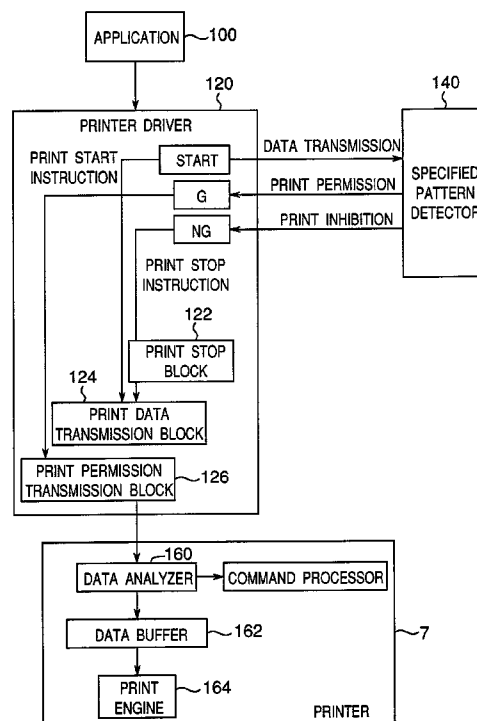 APPLICATION
100
120
140
PRINTER DRIVER
PRINT START
INSTRUCTION
START
DATA TRANSMISSION
G
PRINT PERMISSION
NG
PRINT INHIBITION
SPECIFIED
PATTERN
DETECTOR
PRINT STOP
INSTRUCTION
122
PRINT STOP
BLOCK
124
PRINT DATA
TRANSMISSION BLOCK
PRINT PERMISSION
TRANSMISSION BLOCK
126
160
DATA ANALYZER
COMMAND PROCESSOR
DATA BUFFER
162
7
PRINT
ENGINE
164
PRINTER